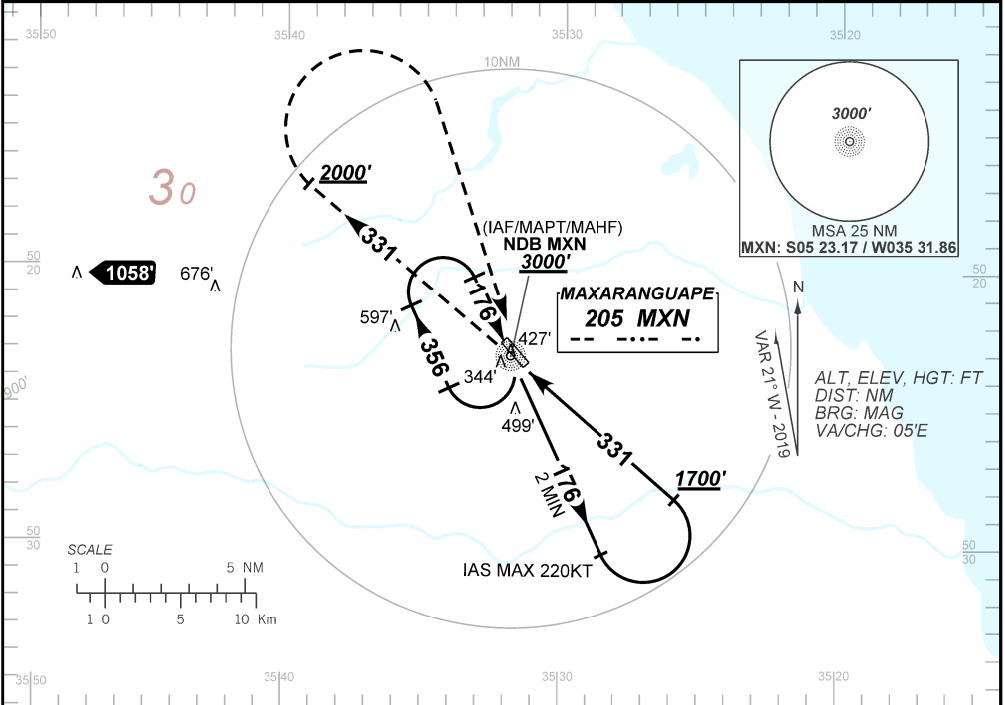 35 50
35 40
35 30
35 20
10NM
3000'
MSA 25 NM
MXN: S05 23.17 / W035 31.86
2000'
30
331
(IAF/MAPT/MAHF)
NDB MXN
3000'
50
20
1058'
676'
50
20
N
MAXARANGUAPE
205 MXN
176
597'
427'
356
344'
900'
499'
VAR 21° W - 2019
ALT, ELEV, HGT: FT
DIST: NM
BRG: MAG
VA/CHG: 05'E
331
176
2 MIN
1700'
50
30
50
30
SCALE
1 0 5 NM
1 0 5 10 Km
IAS MAX 220KT
35 50
35 40
35 30
35 20